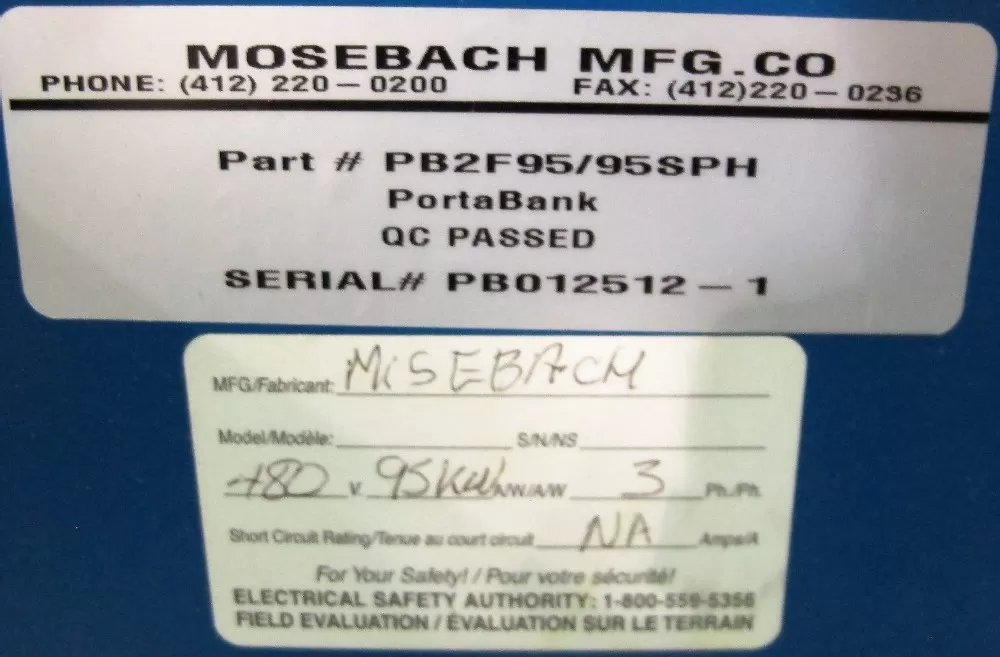 MOSEBACH MFG.CO
PHONE: (412) 220-0200 FAX: (412)220-0236
Part # PB2F95/95SPH
PortaBank
QC PASSED
SERIAL# PB012512-1
MFG/Fabricant: MiSEBACH
Model/Modèle: S/N/NS
480 V. 95KW 3 Ph./Ph.
Short Circuit Rating/Tenue au court circuit NA Amps/A
For Your Safety! / Pour votre sécurité!
ELECTRICAL SAFETY AUTHORITY: 1-800-559-5356
FIELD EVALUATION / ÉVALUATION SUR LE TERRAIN